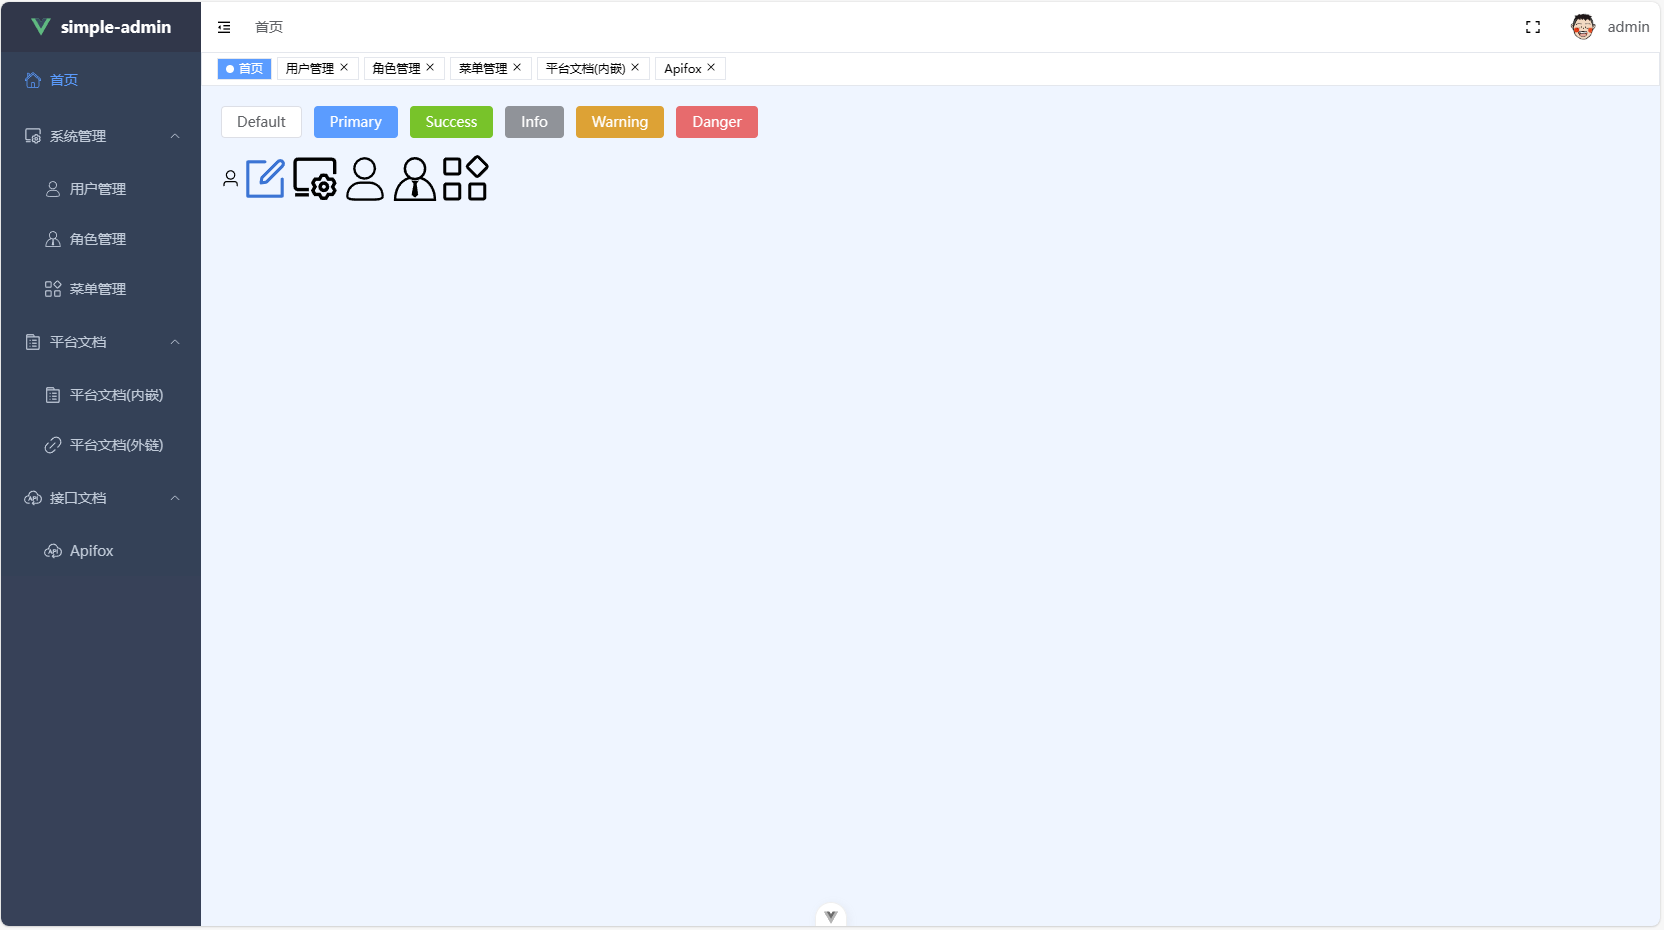 simple-admin
首页
admin
首页
用户管理
角色管理
菜单管理
平台文档(内嵌)
Apifox
首页
系统管理
用户管理
角色管理
菜单管理
平台文档
平台文档(内嵌)
平台文档(外链)
接口文档
Apifox
Default Primary Success Info Warning Danger